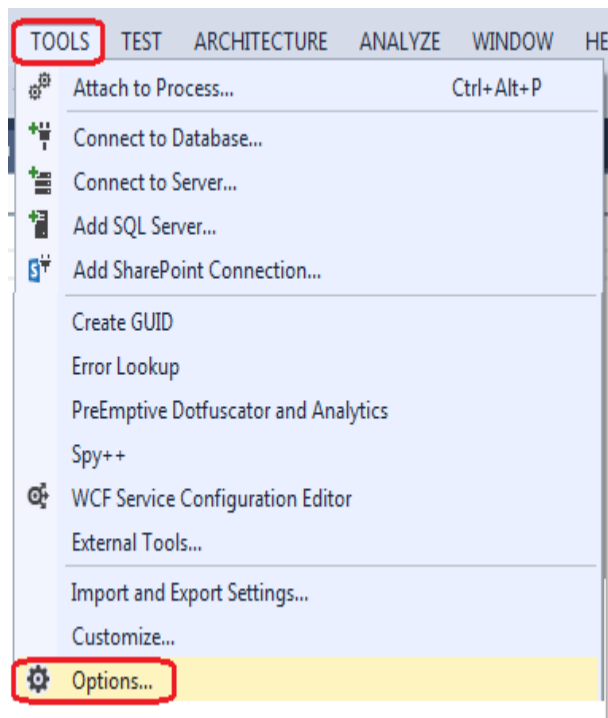 TOOLS TEST ARCHITECTURE ANALYZE WINDOW HE
Attach to Process... Ctrl+Alt+P
Connect to Database...
Connect to Server...
Add SQL Server...
Add SharePoint Connection...
Create GUID
Error Lookup
PreEmptive Dotfuscator and Analytics
Spy++
WCF Service Configuration Editor
External Tools...
Import and Export Settings...
Customize...
Options...